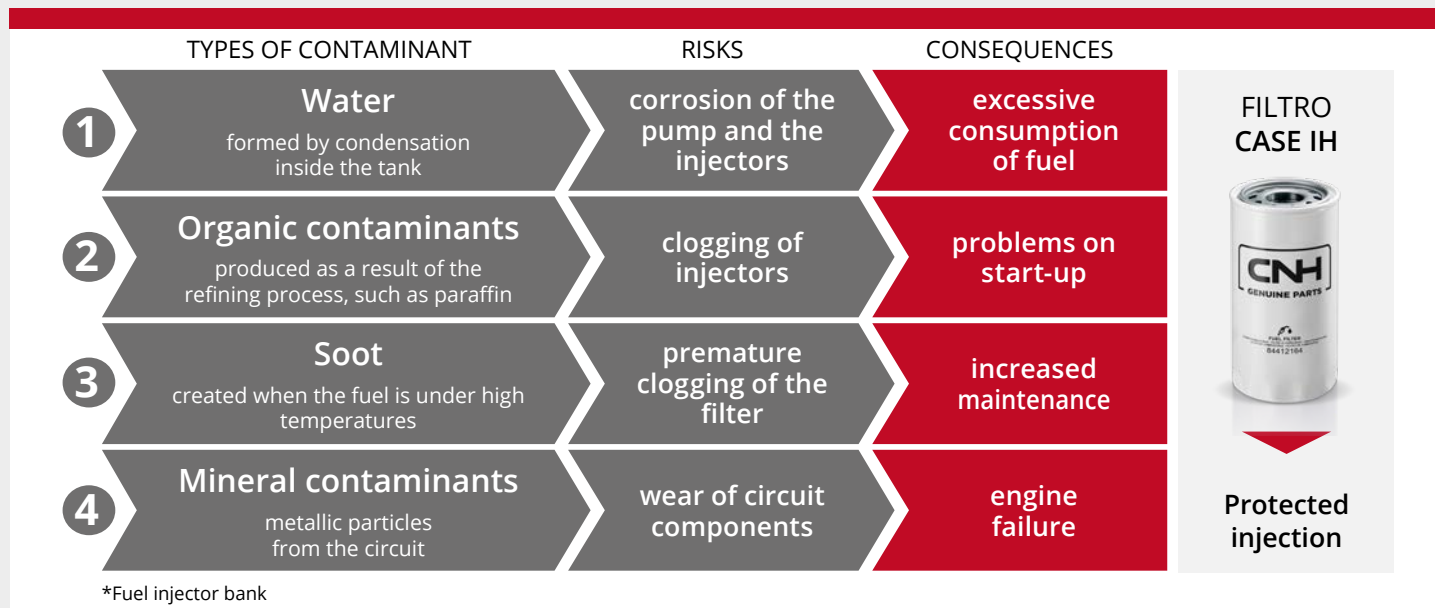 TYPES OF CONTAMINANT
RISKS
CONSEQUENCES
1
Water
formed by condensation
inside the tank
corrosion of the
pump and the
injectors
excessive
consumption
of fuel
2
Organic contaminants
produced as a result of the
refining process, such as paraffin
clogging of
injectors
problems on
start-up
3
Soot
created when the fuel is under high
temperatures
premature
clogging of the
filter
increased
maintenance
4
Mineral contaminants
metallic particles
from the circuit
wear of circuit
components
engine
failure
FILTRO
CASE IH
CNH
GENUINE PARTS
FUEL FILTER
84412164
Protected
injection
*Fuel injector bank